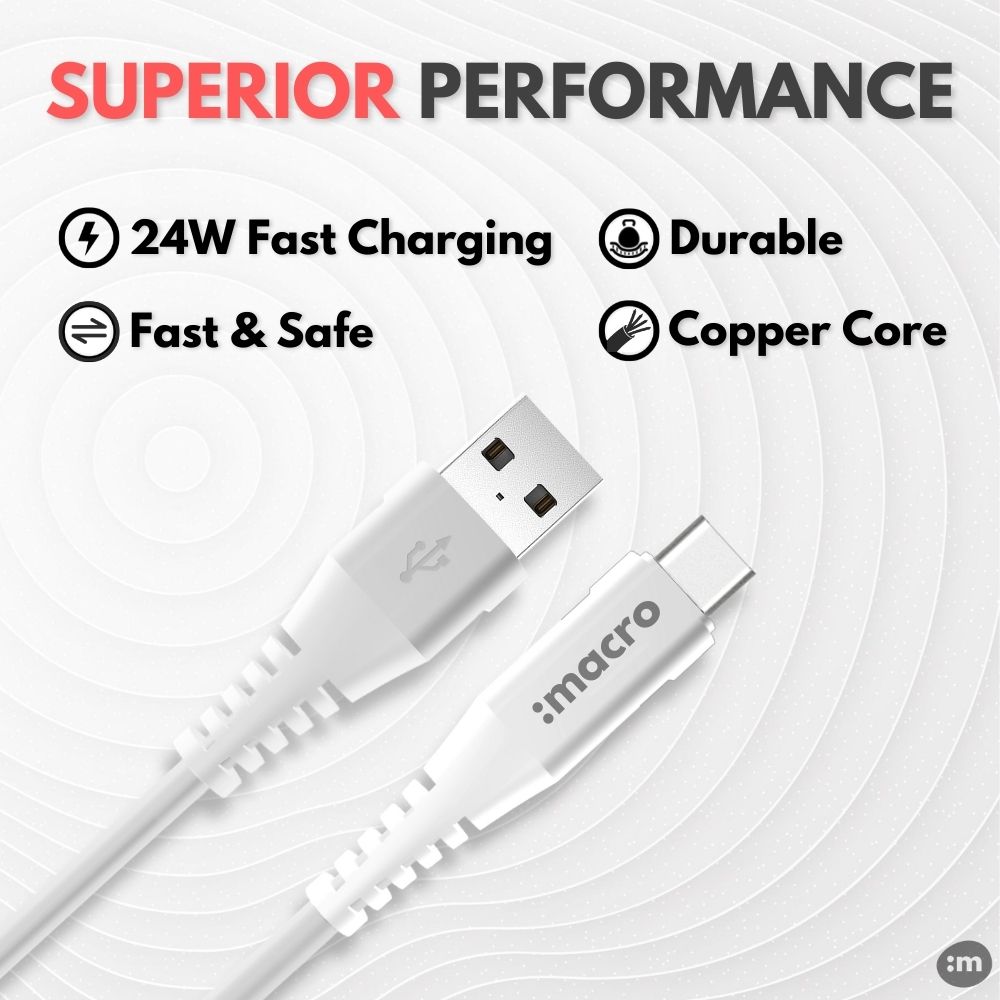 SUPERIOR PERFORMANCE
24W Fast Charging
Durable
Fast & Safe
Copper Core
:macro
:m